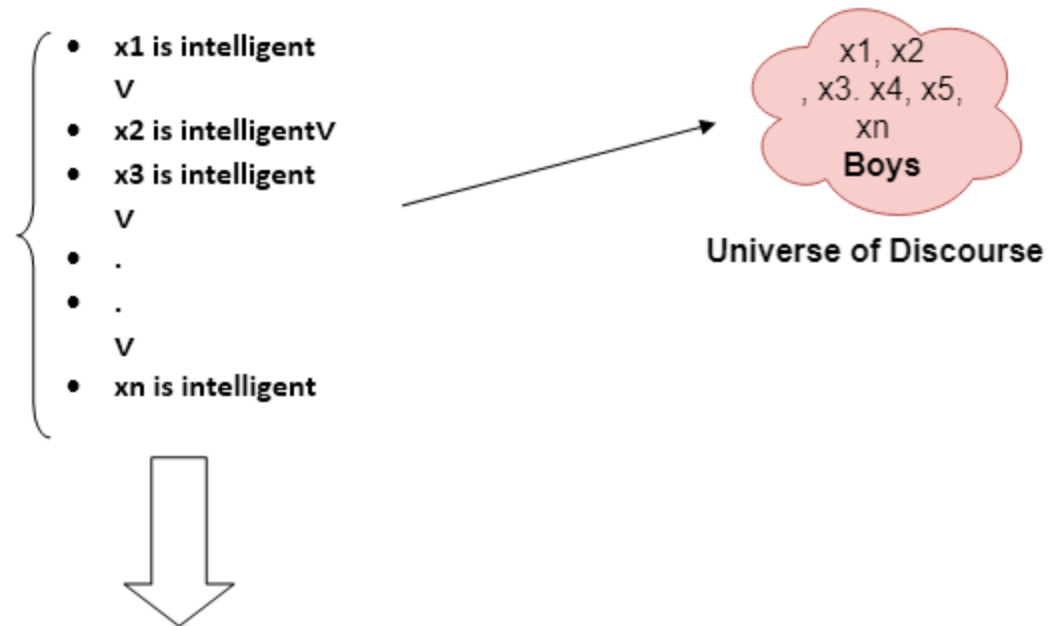 • x1 is intelligent
V
• x2 is intelligentV
• x3 is intelligent
V
• .
• .
V
• xn is intelligent
x1, x2
, x3. x4, x5,
xn
Boys
Universe of Discourse